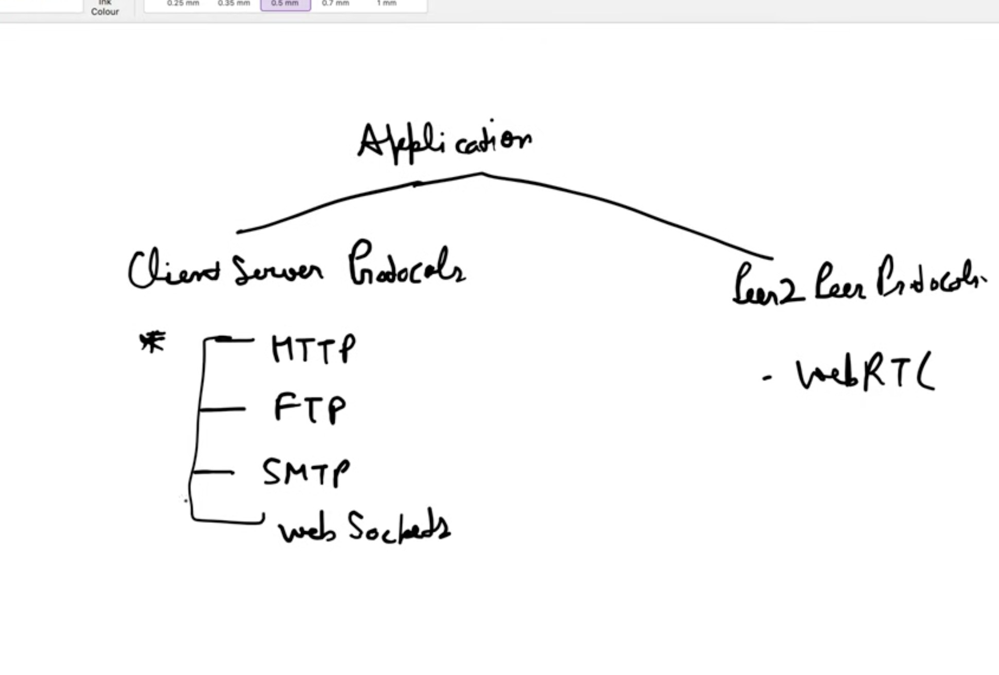 Ink
Colour
0.25 mm 0.35 mm 0.5 mm 0.7 mm 1 mm
Application
Client Server Protocols
Peer2 Peer Protocols.
* HTTP
FTP
SMTP
web Sockets
- WebRTC